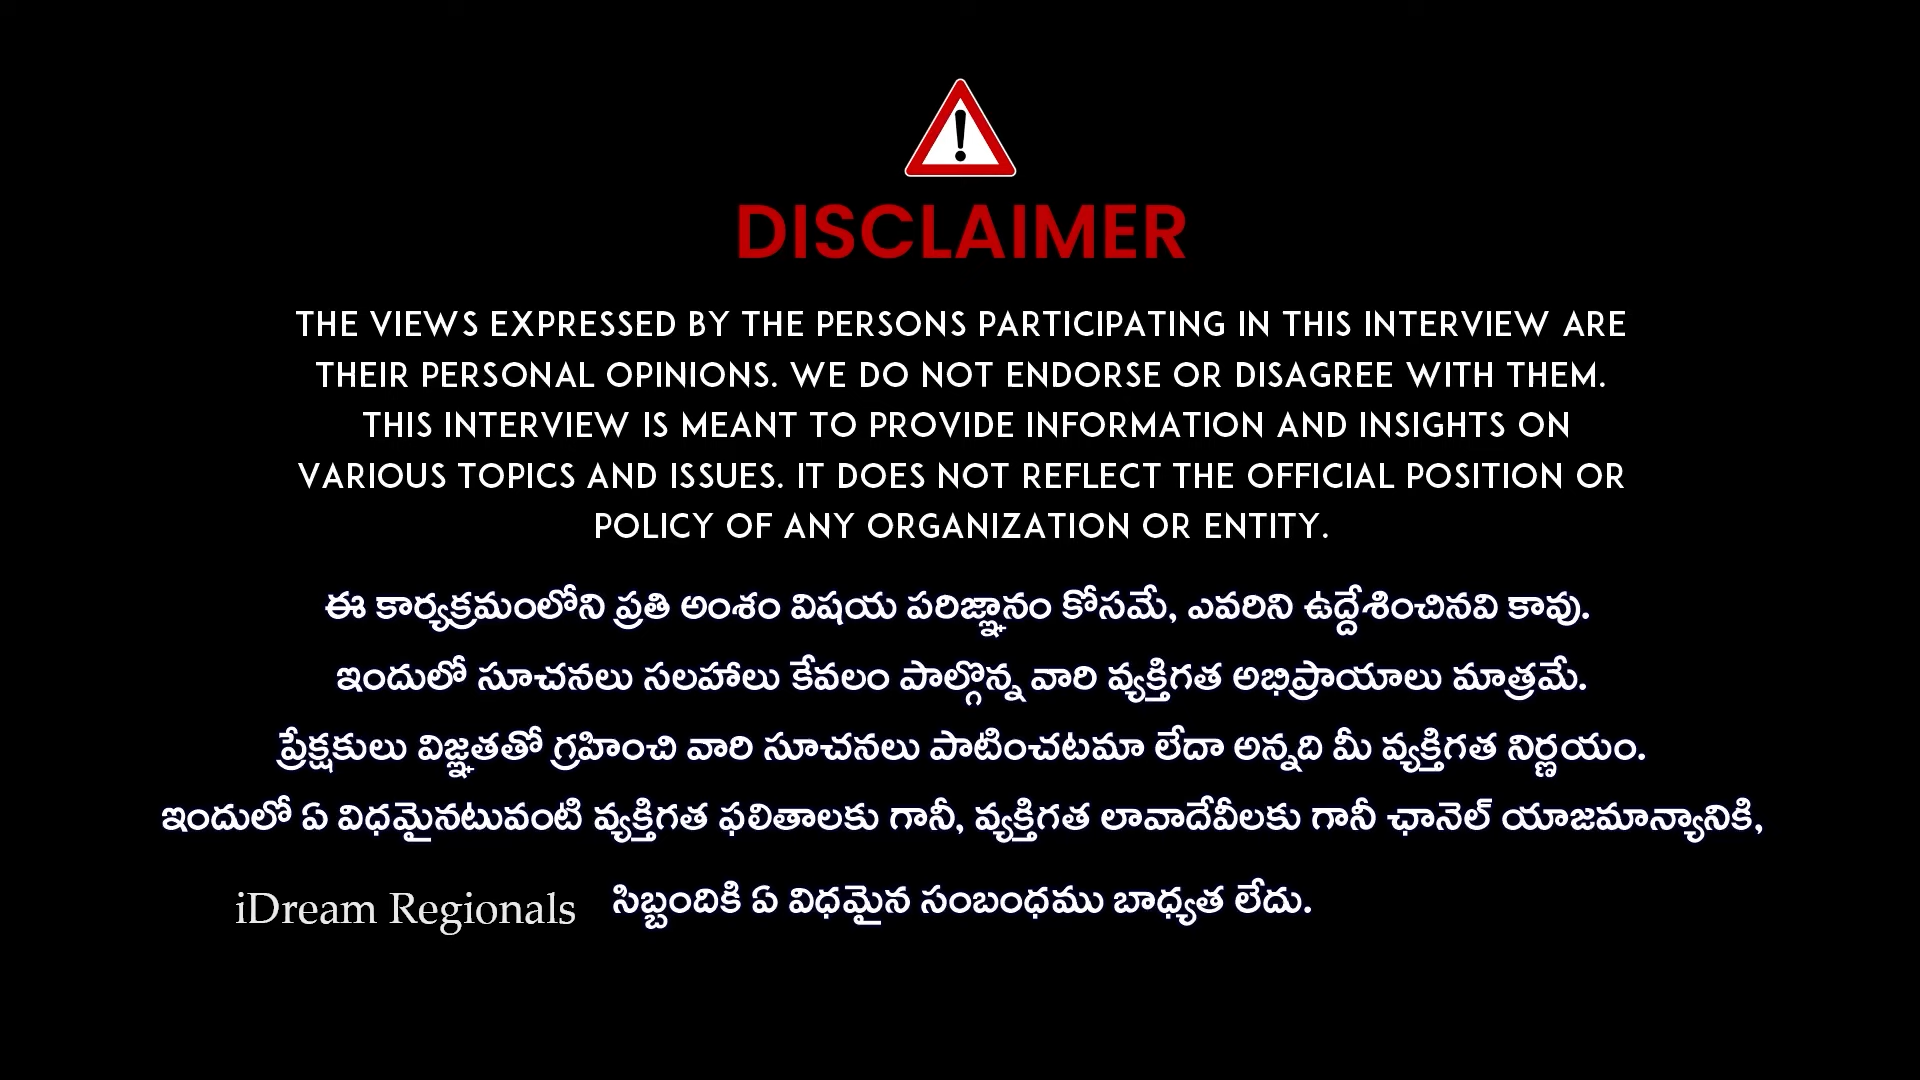 DISCLAIMER
THE VIEWS EXPRESSED BY THE PERSONS PARTICIPATING IN THIS INTERVIEW ARE
THEIR PERSONAL OPINIONS. WE DO NOT ENDORSE OR DISAGREE WITH THEM.
THIS INTERVIEW IS MEANT TO PROVIDE INFORMATION AND INSIGHTS ON
VARIOUS TOPICS AND ISSUES. IT DOES NOT REFLECT THE OFFICIAL POSITION OR
POLICY OF ANY ORGANIZATION OR ENTITY.
ఈ కార్యక్రమంలోని ప్రతి అంశం విషయ పరిజ్ఞానం కోసమే, ఎవరిని ఉద్దేశించినవి కావు.
ఇందులో సూచనలు సలహాలు కేవలం పాల్గొన్న వారి వ్యక్తిగత అభిప్రాయాలు మాత్రమే.
ప్రేక్షకులు విజ్ఞతతో గ్రహించి వారి సూచనలు పాటించటమా లేదా అన్నది మీ వ్యక్తిగత నిర్ణయం.
ఇందులో ఏ విధమైనటువంటి వ్యక్తిగత ఫలితాలకు గానీ, వ్యక్తిగత లావాదేవీలకు గానీ ఛానెల్ యాజమాన్యానికి,
సిబ్బందికి ఏ విధమైన సంబంధము బాధ్యత లేదు.
iDream Regionals